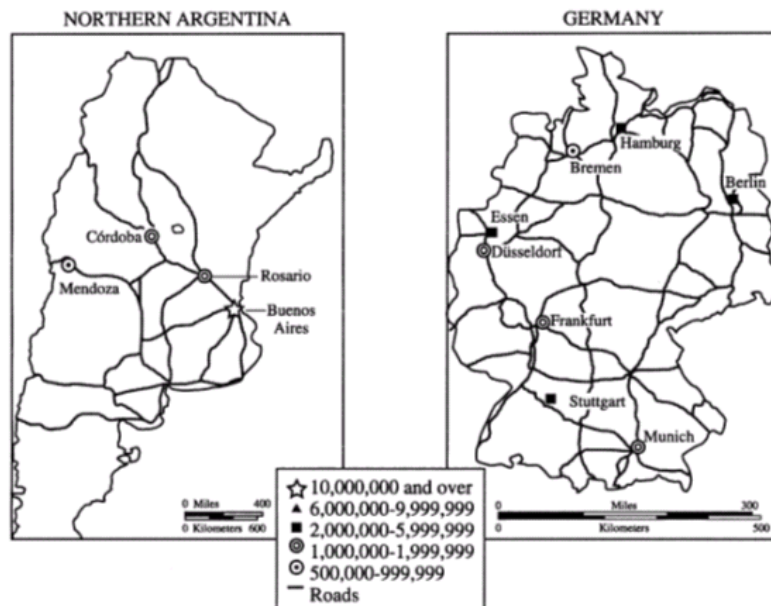 NORTHERN ARGENTINA
Córdoba
Rosario
Mendoza
Buenos
Aires
0 Miles 400
0 Kilometers 600
GERMANY
Hamburg
Bremen
Berlin
Essen
Düsseldorf
Frankfurt
Stuttgart
Munich
0 Miles 300
0 Kilometers 500
10,000,000 and over
6,000,000-9,999,999
2,000,000-5,999,999
1,000,000-1,999,999
500,000-999,999
Roads